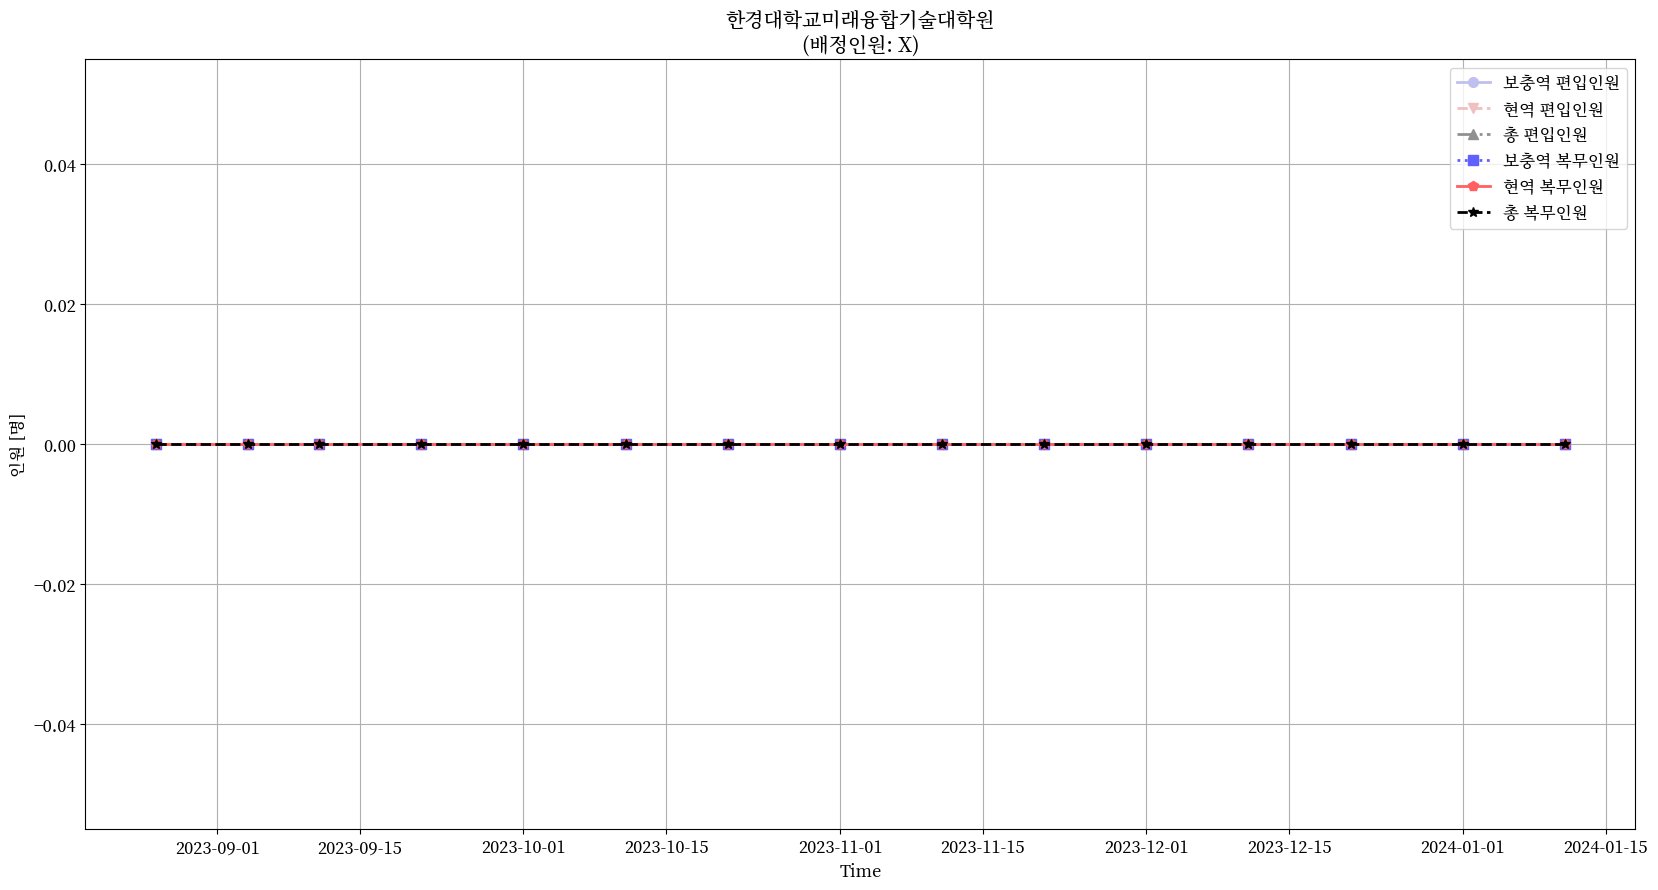 한경대학교미래융합기술대학원
(배정인원: X)
보충역 편입인원
현역 편입인원
총 편입인원
보충역 복무인원
현역 복무인원
총 복무인원
0.04
0.02
0.00
−0.02
−0.04
인원 [명]
2023-09-01
2023-09-15
2023-10-01
2023-10-15
2023-11-01
2023-11-15
2023-12-01
2023-12-15
2024-01-01
2024-01-15
Time